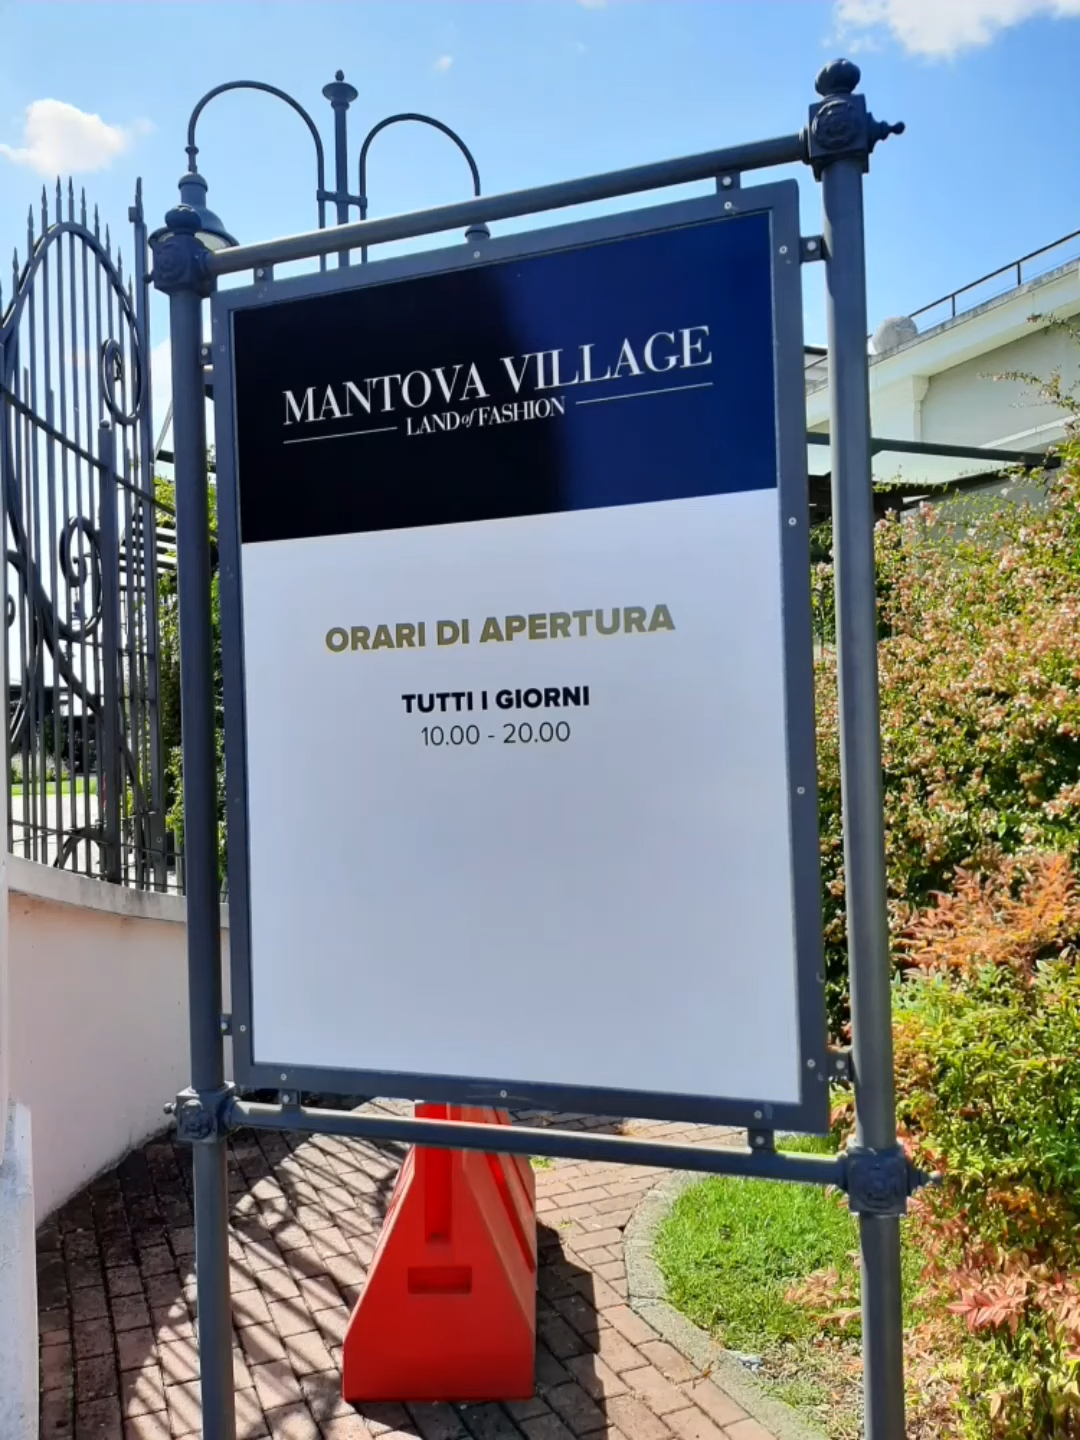 MANTOVA VILLAGE
LAND of FASHION
ORARI DI APERTURA
TUTTI I GIORNI
10.00 - 20.00